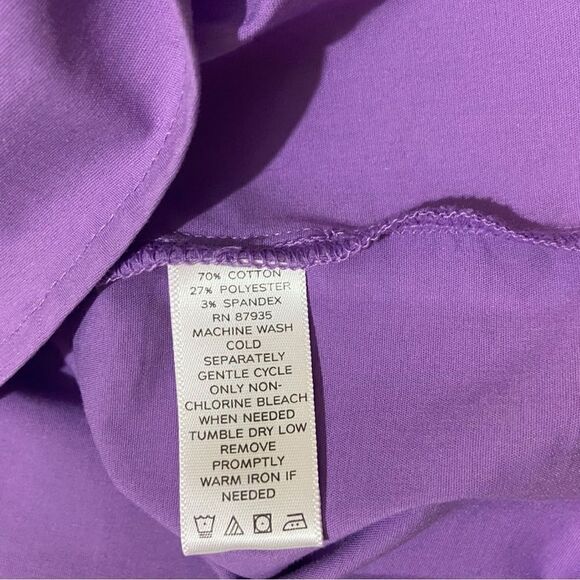 70% COTTON
27% POLYESTER
3% SPANDEX
RN 87935
MACHINE WASH
COLD
SEPARATELY
GENTLE CYCLE
ONLY NON-
CHLORINE BLEACH
WHEN NEEDED
TUMBLE DRY LOW
REMOVE
PROMPTLY
WARM IRON IF
NEEDED